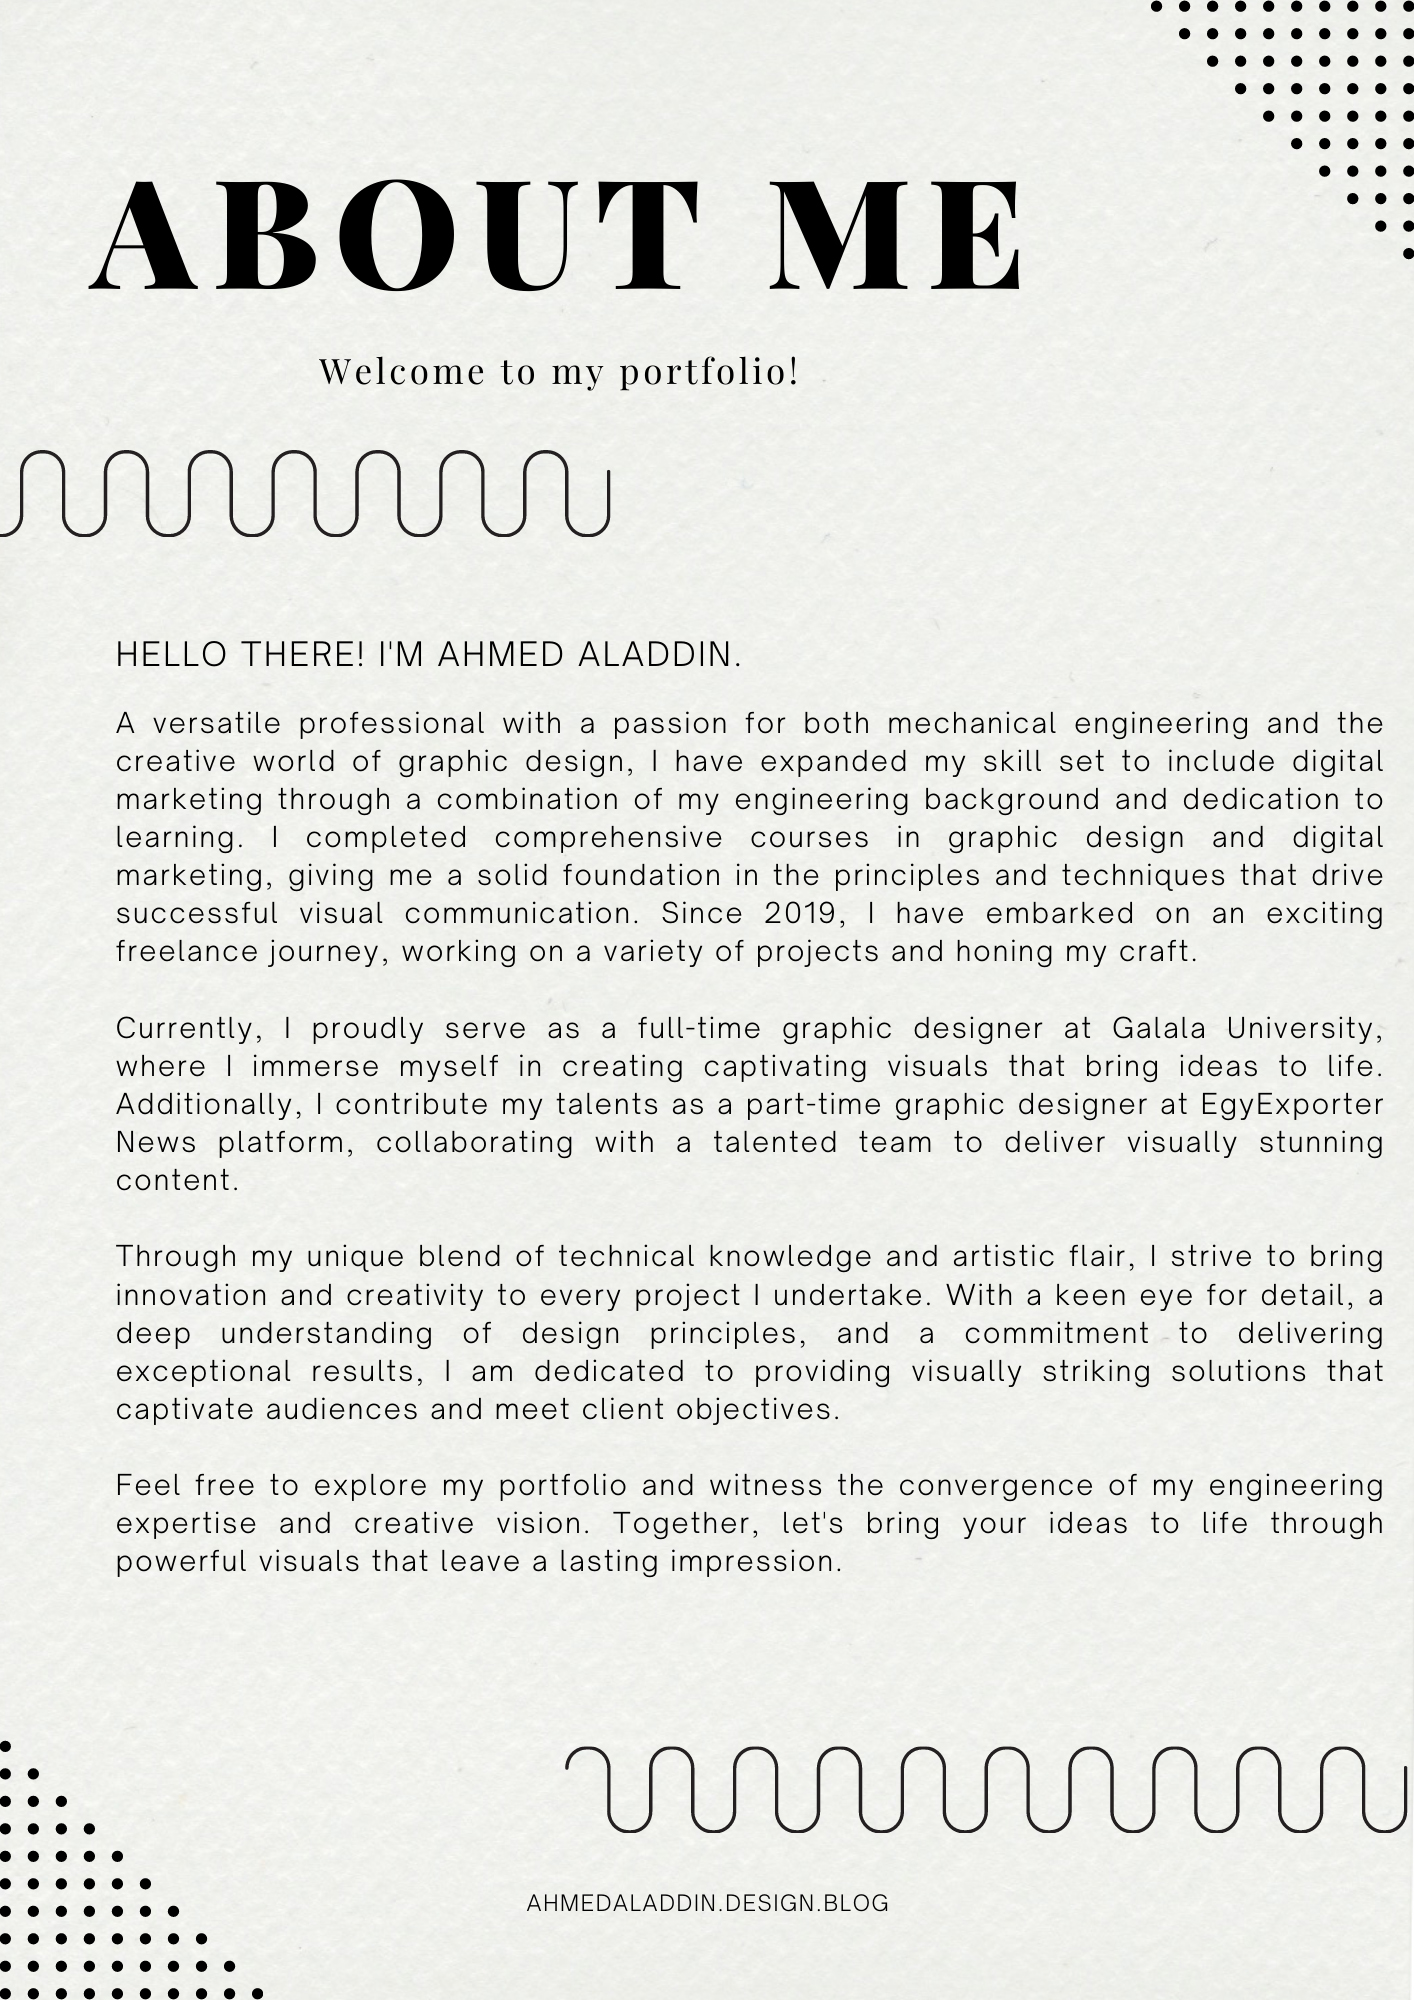 ABOUT ME
Welcome to my portfolio!
HELLO THERE! I'M AHMED ALADDIN.
A versatile professional with a passion for both mechanical engineering and the
creative world of graphic design, I have expanded my skill set to include digital
marketing through a combination of my engineering background and dedication to
learning. I completed comprehensive courses in graphic design and digital
marketing, giving me a solid foundation in the principles and techniques that drive
successful visual communication. Since 2019, I have embarked on an exciting
freelance journey, working on a variety of projects and honing my craft.
Currently, I proudly serve as a full-time graphic designer at Galala University,
where I immerse myself in creating captivating visuals that bring ideas to life.
Additionally, I contribute my talents as a part-time graphic designer at EgyExporter
News platform, collaborating with a talented team to deliver visually stunning
content.
Through my unique blend of technical knowledge and artistic flair, I strive to bring
innovation and creativity to every project I undertake. With a keen eye for detail, a
deep understanding of design principles, and a commitment to delivering
exceptional results, I am dedicated to providing visually striking solutions that
captivate audiences and meet client objectives.
Feel free to explore my portfolio and witness the convergence of my engineering
expertise and creative vision. Together, let's bring your ideas to life through
powerful visuals that leave a lasting impression.
AHMEDALADDIN.DESIGN.BLOG